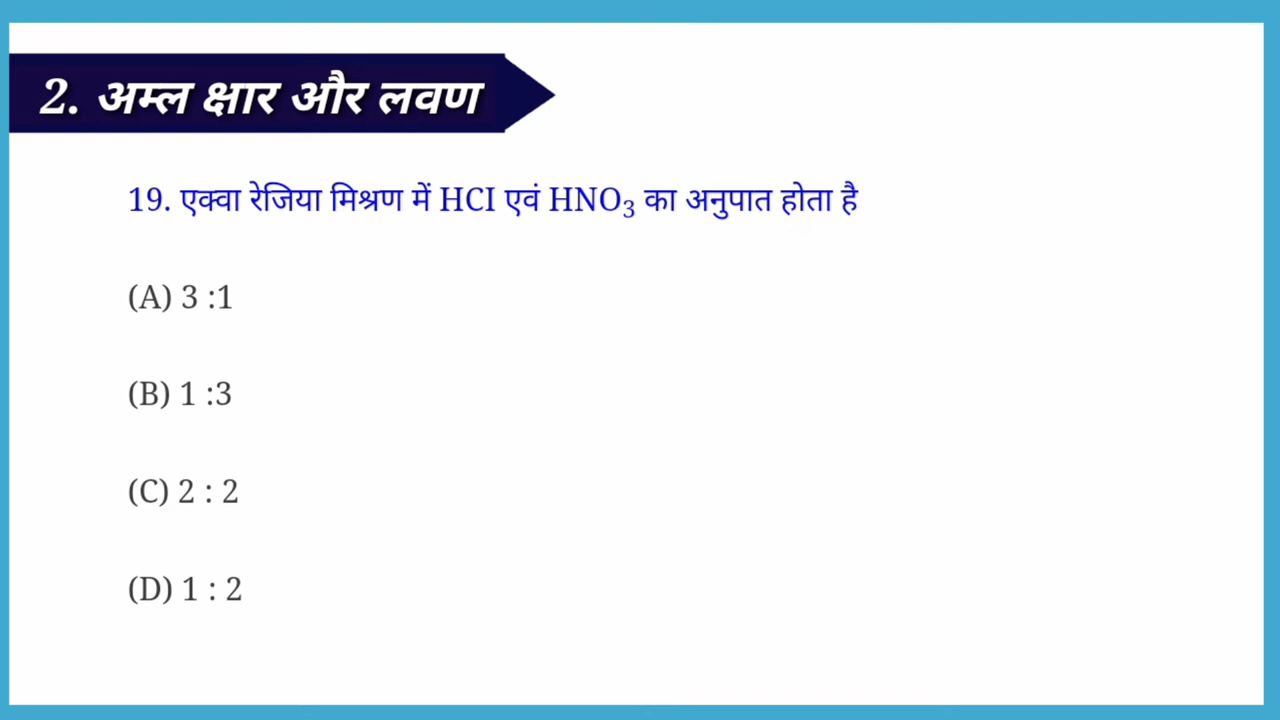 2. अम्ल क्षार और लवण
19. एक्वा रेजिया मिश्रण में HCI एवं HNO₃ का अनुपात होता है
(A) 3 :1
(B) 1 :3
(C) 2 : 2
(D) 1 : 2